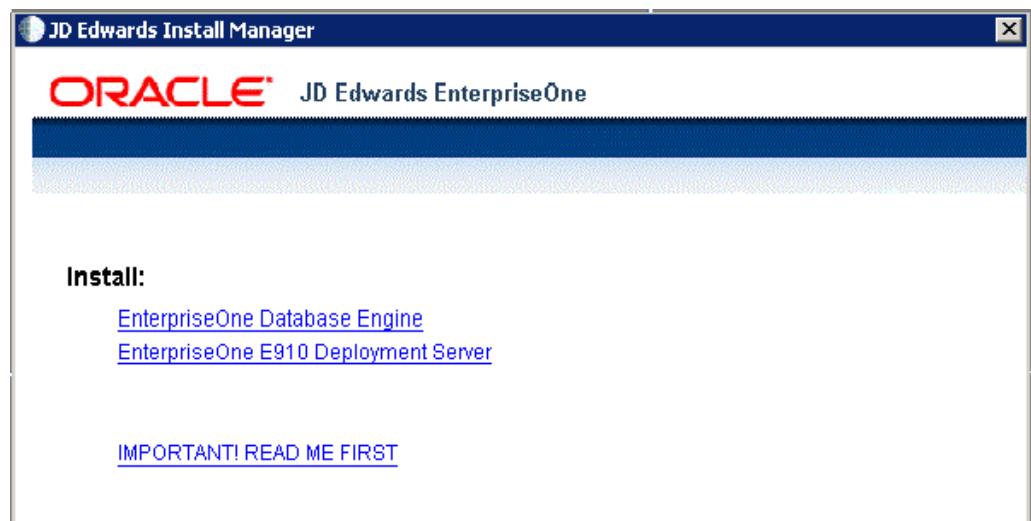 JD Edwards Install Manager
ORACLE JD Edwards EnterpriseOne
Install:
EnterpriseOne Database Engine
EnterpriseOne E910 Deployment Server
IMPORTANT! READ ME FIRST